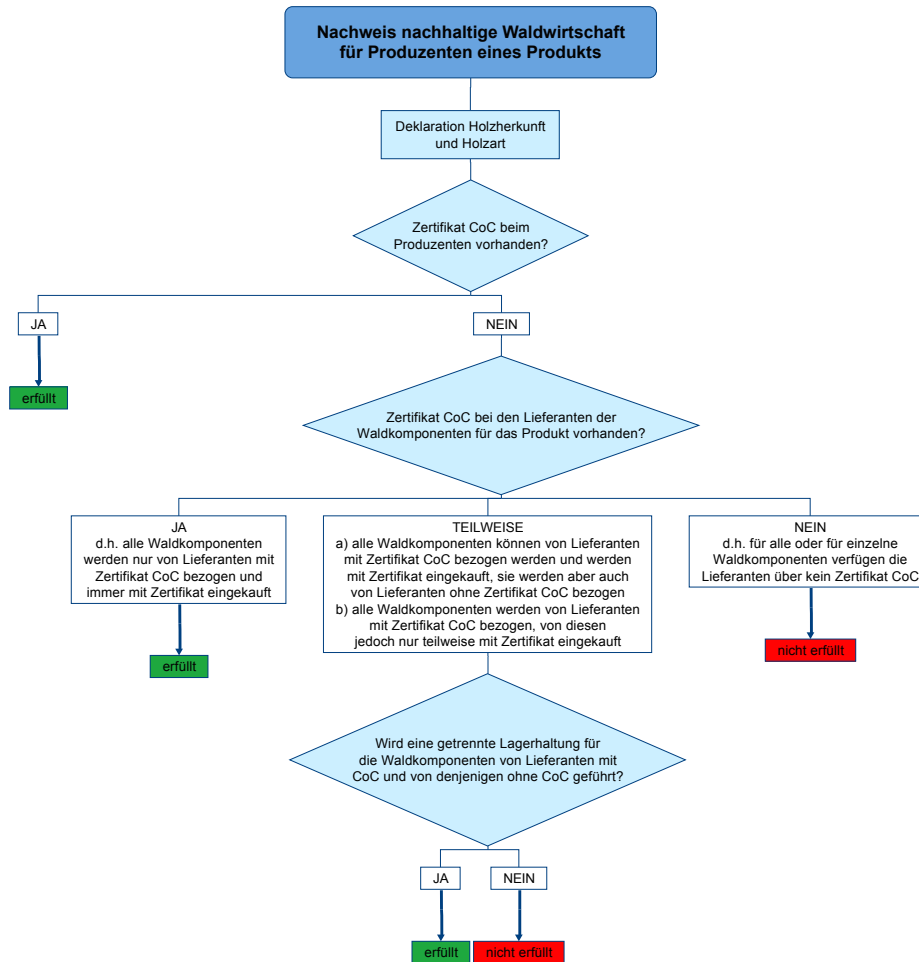 Nachweis nachhaltige Waldwirtschaft
für Produzenten eines Produkts
Deklaration Holzherkunft
und Holzart
Zertifikat CoC beim
Produzenten vorhanden?
JA
NEIN
erfüllt
Zertifikat CoC bei den Lieferanten der
Waldkomponenten für das Produkt vorhanden?
JA
d.h. alle Waldkomponenten
werden nur von Lieferanten mit
Zertifikat CoC bezogen und
immer mit Zertifikat eingekauft
TEILWEISE
a) alle Waldkomponenten können von Lieferanten
mit Zertifikat CoC bezogen werden und werden
mit Zertifikat eingekauft, sie werden aber auch
von Lieferanten ohne Zertifikat CoC bezogen
b) alle Waldkomponenten werden von Lieferanten
mit Zertifikat CoC bezogen, von diesen
jedoch nur teilweise mit Zertifikat eingekauft
NEIN
d.h. für alle oder für einzelne
Waldkomponenten verfügen die
Lieferanten über kein Zertifikat CoC
erfüllt
nicht erfüllt
Wird eine getrennte Lagerhaltung für
die Waldkomponenten von Lieferanten mit
CoC und von denjenigen ohne CoC geführt?
JA
NEIN
erfüllt
nicht erfüllt